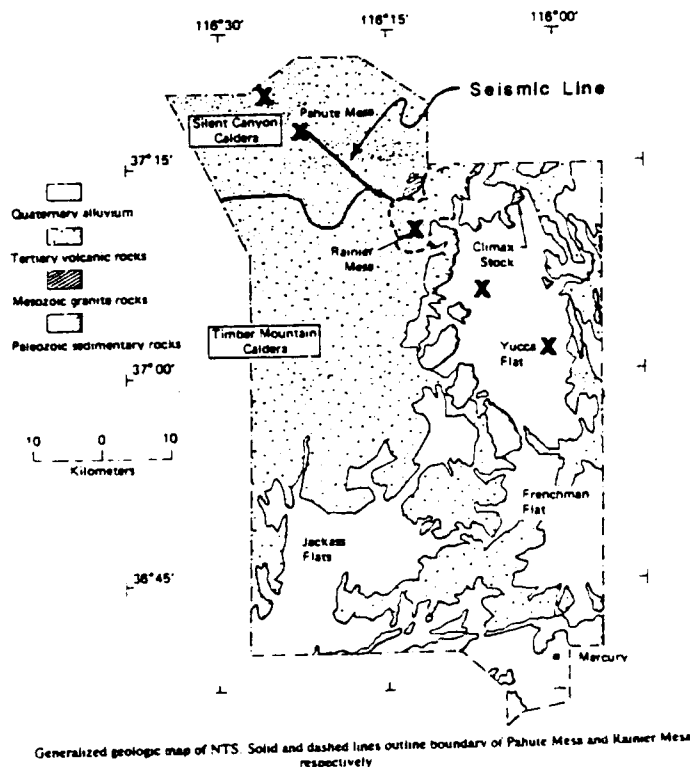 116°30'
116°15'
116°00'
Seismic Line
Pahute Mesa
Silent Canyon
Caldera
37°15'
Quaternary alluvium
Tertiary volcanic rocks
Mesozoic granite rocks
Paleozoic sedimentary rocks
Rainier
Mesa
Climax
Stock
Timber Mountain
Caldera
Yucca
Flat
37°00'
10 0 10
Kilometers
Frenchman
Flat
Jackass
Flats
36°45'
Mercury
Generalized geologic map of NTS. Solid and dashed lines outline boundary of Pahute Mesa and Rainier Mesa
respectively